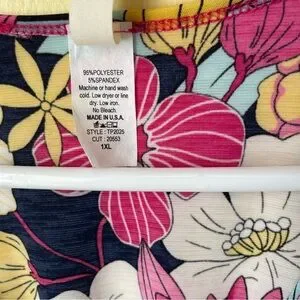 95%POLYESTER
5%SPANDEX
Machine or hand wash
cold. Low dryer or line
dry. Low iron.
No Bleach.
MADE IN U.S.A.
STYLE : TP2025
CUT : 20553
1XL